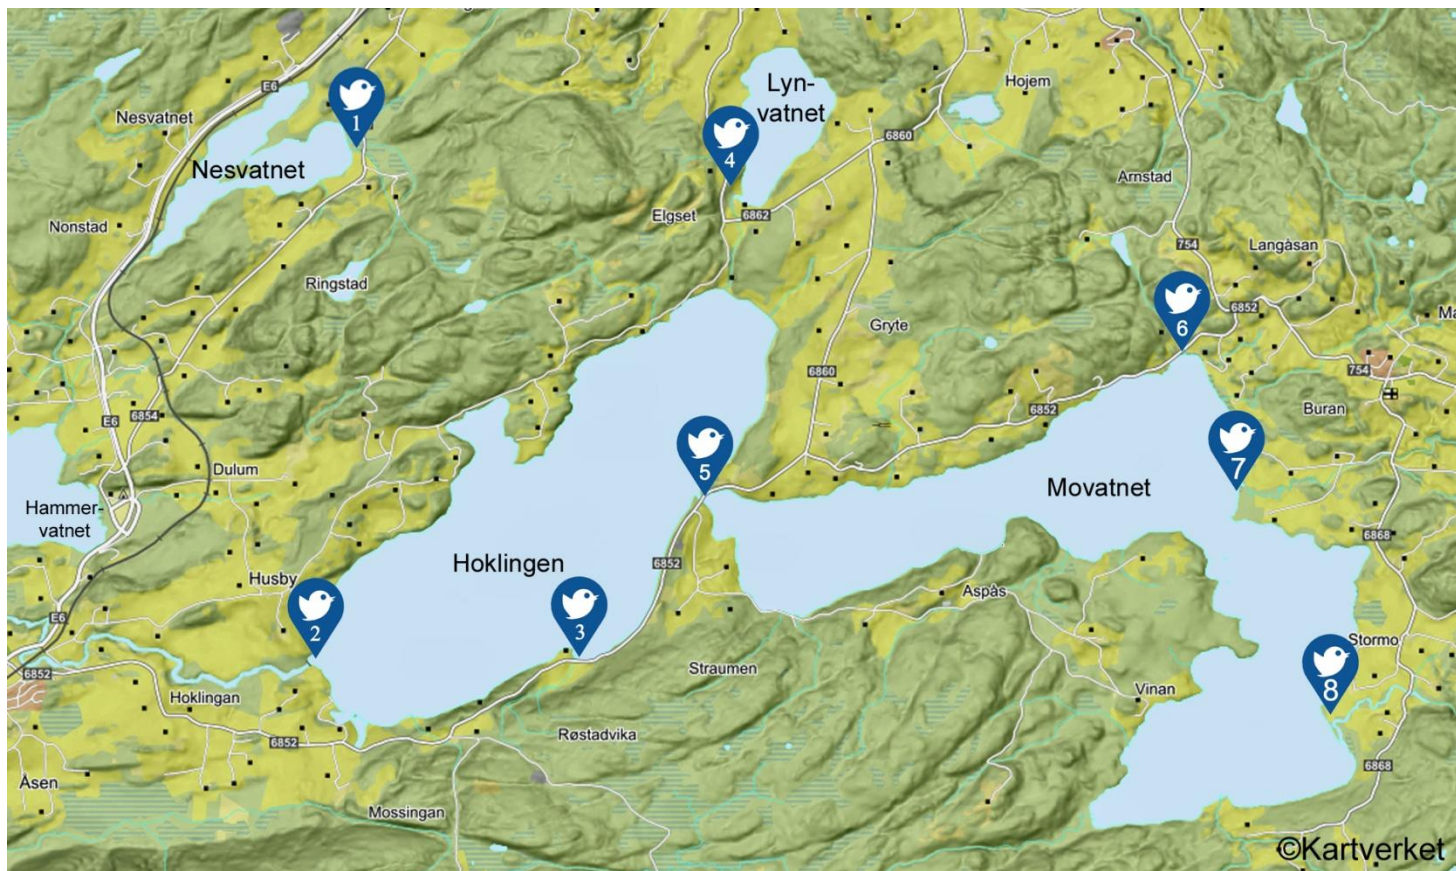 E6
Nesvatnet
1
Nesvatnet
Nonstad
Lyn-
vatnet
4
Hojem
6860
Elgset
6862
Arnstad
754
Langåsan
Ringstad
6
6852
Gryte
6860
754
Ma
Buran
6852
E6
6854
Dulum
5
7
Hammer-
vatnet
Movatnet
6868
Hoklingen
6852
Husby
2
3
Aspås
E6
Straumen
Stormo
8
6852
Hoklingan
Vinan
Røstadvika
6852
6868
Åsen
Mossingan
©Kartverket